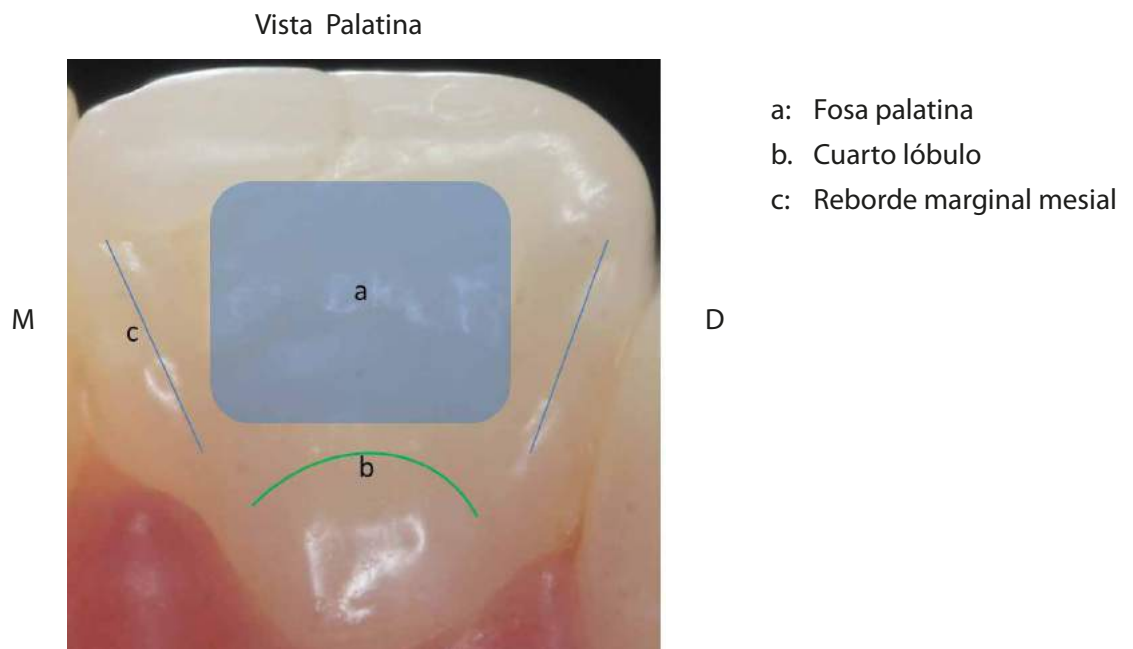 Vista Palatina
a: Fosa palatina
b. Cuarto lóbulo
c: Reborde marginal mesial
a
M
c
D
b